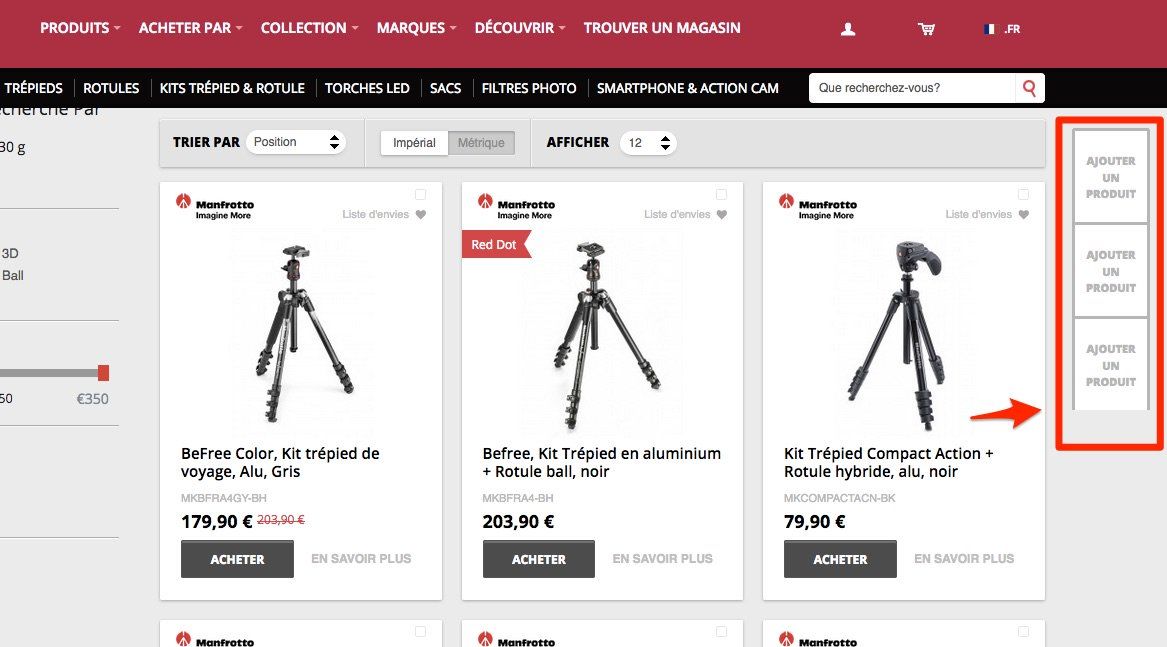 PRODUITS
ACHETER PAR
COLLECTION
MARQUES
DÉCOUVRIR
TROUVER UN MAGASIN
.FR
TRÉPIEDS
ROTULES
KITS TRÉPIED & ROTULE
TORCHES LED
SACS
FILTRES PHOTO
SMARTPHONE & ACTION CAM
Que recherchez-vous?
echerche Par
30 g
3D
Ball
50
€350
TRIER PAR
Position
Impérial
Métrique
AFFICHER
12
Manfrotto
Imagine More
Liste d'envies
BeFree Color, Kit trépied de
voyage, Alu, Gris
MKBFRA4GY-BH
179,90 € 203,90 €
ACHETER
EN SAVOIR PLUS
Manfrotto
Imagine More
Liste d'envies
Red Dot
Befree, Kit Trépied en aluminium
+ Rotule ball, noir
MKBFRA4-BH
203,90 €
ACHETER
EN SAVOIR PLUS
Manfrotto
Imagine More
Liste d'envies
Kit Trépied Compact Action +
Rotule hybride, alu, noir
MKCOMPACTACN-BK
79,90 €
ACHETER
EN SAVOIR PLUS
AJOUTER
UN
PRODUIT
AJOUTER
UN
PRODUIT
AJOUTER
UN
PRODUIT
Manfrotto
Manfrotto
Manfrotto